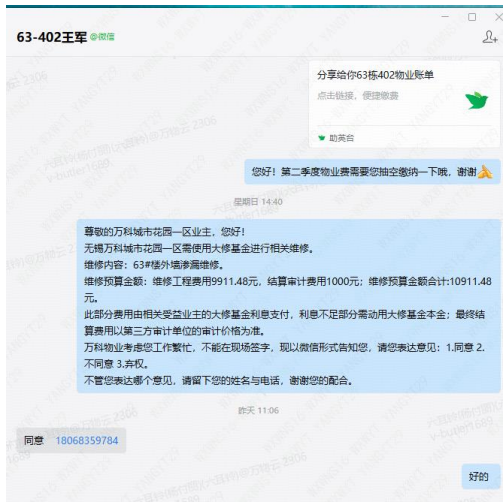 63-402王军 @微信
分享给你63栋402物业账单
点击链接，便捷缴费
助英台
您好！第二季度物业费需要您抽空缴纳一下哦，谢谢
星期日 14:40
尊敬的万科城市花园一区业主，您好！
无锡万科城市花园一区需使用大修基金进行相关维修。
维修内容：63#楼外墙渗漏维修。
维修预算金额：维修工程费用9911.48元，结算审计费用1000元；维修预算金额合计:10911.48
元。
此部分费用由相关受益业主的大修基金利息支付，利息不足部分需动用大修基金本金；最终结
算费用以第三方审计单位的审计价格为准。
万科物业考虑您工作繁忙，不能在现场签字，现以微信形式告知您，请您表达意见：1.同意 2.
不同意 3.弃权。
不管您表达哪个意见，请留下您的姓名与电话，谢谢您的配合。
昨天 11:06
同意 18068359784
好的